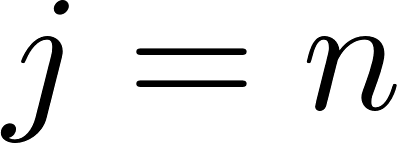 j = n